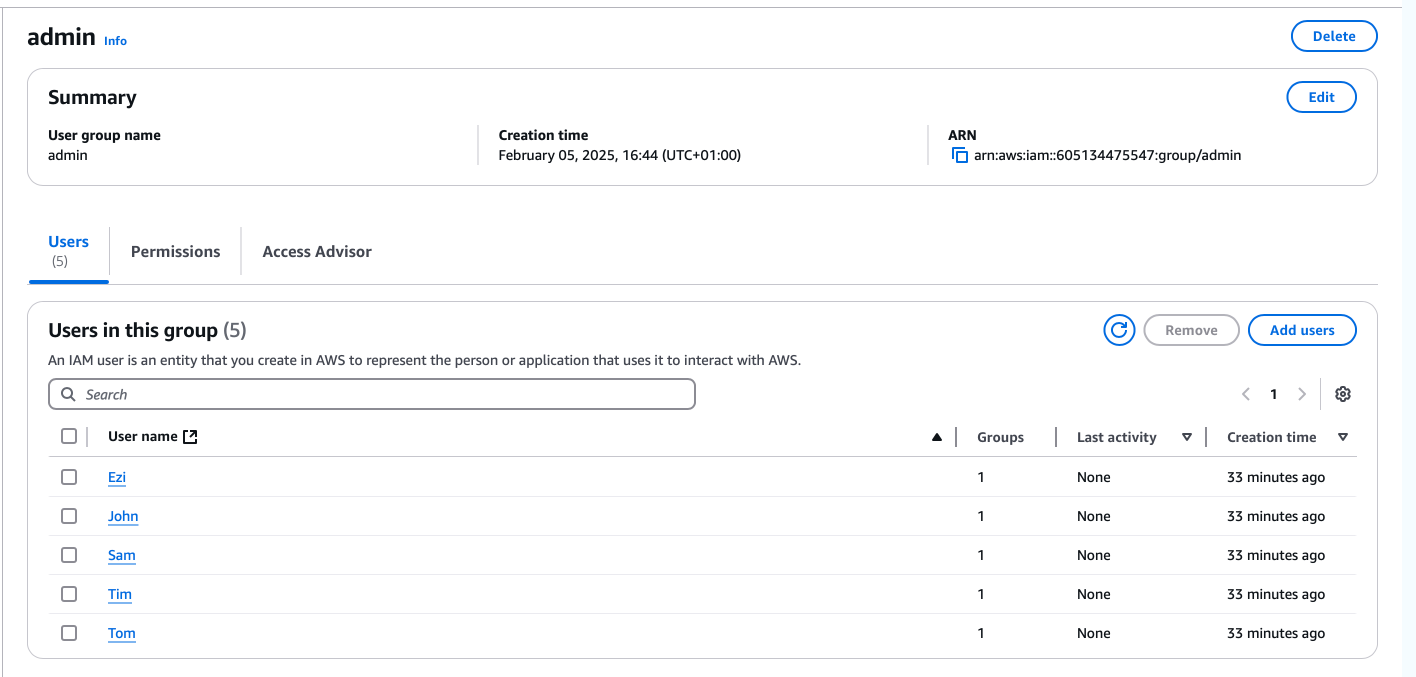 admin Info Delete
Summary Edit
User group name Creation time ARN
admin February 05, 2025, 16:44 (UTC+01:00) arn:aws:iam::605134475547:group/admin
Users Permissions Access Advisor
(5)
Users in this group (5) Remove Add users
An IAM user is an entity that you create in AWS to represent the person or application that uses it to interact with AWS.
Search 1
User name Groups Last activity Creation time
Ezi 1 None 33 minutes ago
John 1 None 33 minutes ago
Sam 1 None 33 minutes ago
Tim 1 None 33 minutes ago
Tom 1 None 33 minutes ago